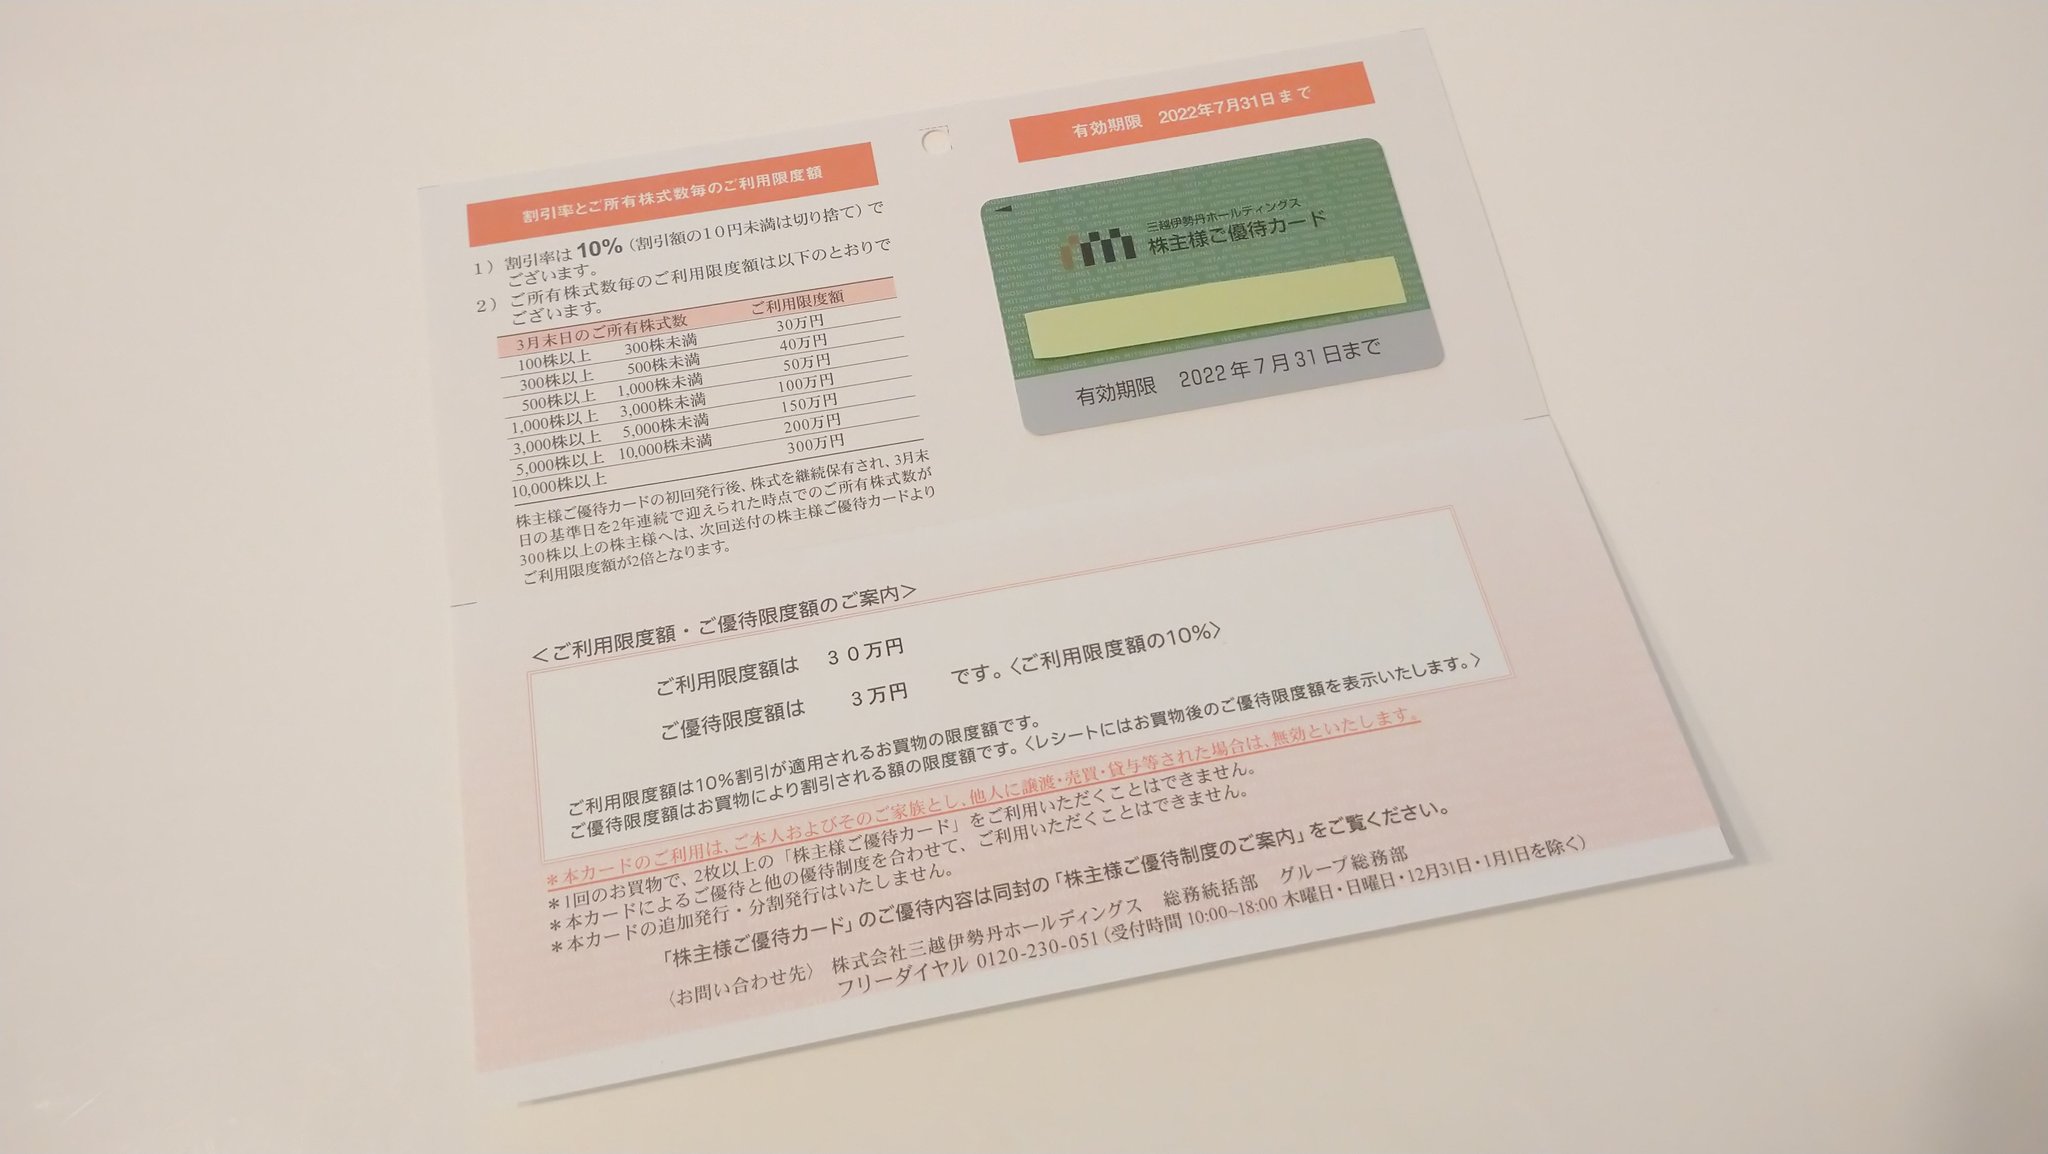 割引率とご所有株式数毎のご利用限度額
1）割引率は10%（割引額の10円未満は切り捨て）で
ございます。
2）ご所有株式数毎のご利用限度額は以下のとおりで
ございます。
3月末日のご所有株式数 ご利用限度額
100株以上 300株未満 30万円
300株以上 500株未満 40万円
500株以上 1,000株未満 50万円
1,000株以上 3,000株未満 100万円
3,000株以上 5,000株未満 150万円
5,000株以上 10,000株未満 200万円
10,000株以上 300万円
株主様ご優待カードの初回発行後、株式を継続保有され、3月末
日の基準日を2年連続で迎えられた時点でのご所有株式数が
300株以上の株主様へは、次回送付の株主様ご優待カードより
ご利用限度額が2倍となります。
有効期限 2022年7月31日まで
三越伊勢丹ホールディングス
株主様ご優待カード
有効期限 2022年7月31日まで
＜ご利用限度額・ご優待限度額のご案内＞
ご利用限度額は 30万円
ご優待限度額は 3万円 です。〈ご利用限度額の10%〉
ご利用限度額は10%割引が適用されるお買物の限度額です。
ご優待限度額はお買物により割引される額の限度額です。〈レシートにはお買物後のご優待限度額を表示いたします。〉
＊本カードのご利用は、ご本人およびそのご家族とし、他人に譲渡・売買・貸与等された場合は、無効といたします。
＊1回のお買物で、2枚以上の「株主様ご優待カード」をご利用いただくことはできません。
＊本カードによるご優待と他の優待制度を合わせて、ご利用いただくことはできません。
＊本カードの追加発行・分割発行はいたしません。
「株主様ご優待カード」のご優待内容は同封の「株主様ご優待制度のご案内」をご覧ください。
〈お問い合わせ先〉 株式会社三越伊勢丹ホールディングス 総務統括部 グループ総務部
フリーダイヤル 0120-230-051（受付時間 10:00~18:00 木曜日・日曜日・12月31日・1月1日を除く）